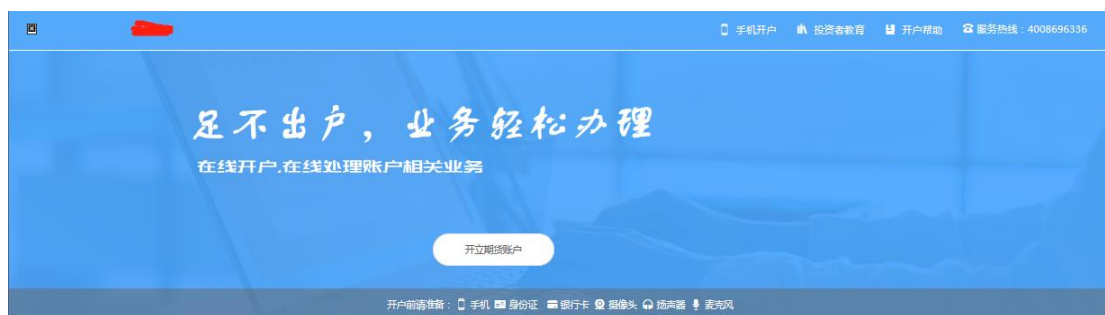 手机开户 投资者教育 开户帮助 服务热线：4008696336
足不出户，业务轻松办理
在线开户,在线处理账户相关业务
开立期货账户
开户前请准备： 手机 身份证 银行卡 摄像头 扬声器 麦克风